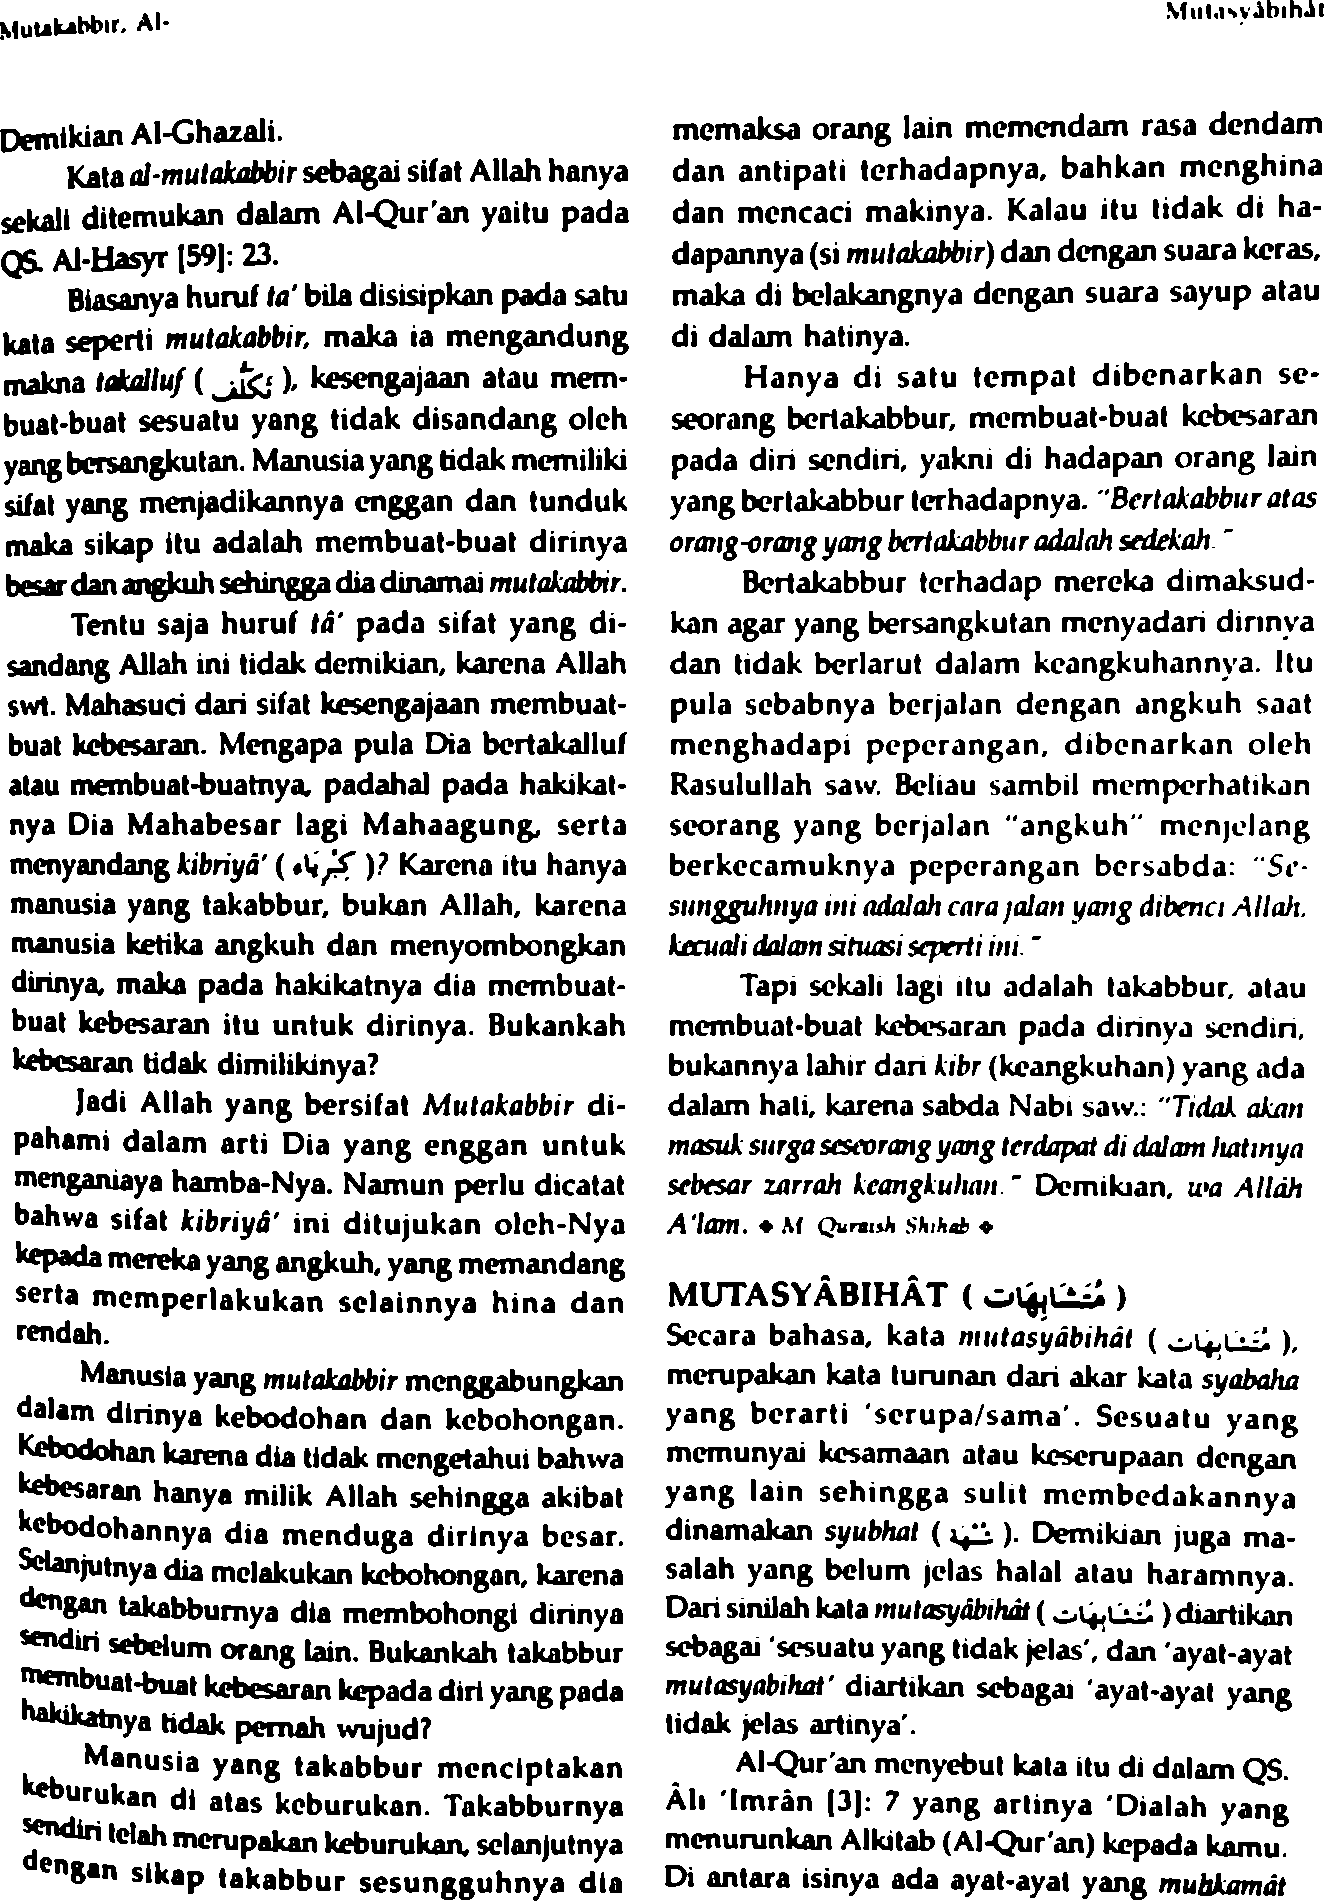 Mutakabbir, Al-
Mutasyâbihât
Demikian Al-Ghazali.
Kata al-mutakabbir sebagai sifat Allah hanya
sekali ditemukan dalam Al-Qur'an yaitu pada
QS. Al-Hasyr [59]: 23.
Biasanya huruf ta' bila disisipkan pada satu
kata seperti mutakabbir, maka ia mengandung
makna takalluf ( تَكَلُّف ), kesengajaan atau mem-
buat-buat sesuatu yang tidak disandang oleh
yang bersangkutan. Manusia yang tidak memiliki
sifat yang menjadikannya enggan dan tunduk
maka sikap itu adalah membuat-buat dirinya
besar dan angkuh sehingga dia dinamai mutakabbir.
Tentu saja huruf tâ' pada sifat yang di-
sandang Allah ini tidak demikian, karena Allah
swt. Mahasuci dari sifat kesengajaan membuat-
buat kebesaran. Mengapa pula Dia bertakalluf
atau membuat-buatnya, padahal pada hakikat-
nya Dia Mahabesar lagi Mahaagung, serta
menyandang kibriyâ' ( كِبْرِيَاء )? Karena itu hanya
manusia yang takabbur, bukan Allah, karena
manusia ketika angkuh dan menyombongkan
dirinya, maka pada hakikatnya dia membuat-
buat kebesaran itu untuk dirinya. Bukankah
kebesaran tidak dimilikinya?
Jadi Allah yang bersifat Mutakabbir di-
pahami dalam arti Dia yang enggan untuk
menganiaya hamba-Nya. Namun perlu dicatat
bahwa sifat kibriyâ' ini ditujukan oleh-Nya
kepada mereka yang angkuh, yang memandang
serta memperlakukan selainnya hina dan
rendah.
Manusia yang mutakabbir menggabungkan
dalam dirinya kebodohan dan kebohongan.
Kebodohan karena dia tidak mengetahui bahwa
kebesaran hanya milik Allah sehingga akibat
kebodohannya dia menduga dirinya besar.
Selanjutnya dia melakukan kebohongan, karena
dengan takabburnya dia membohongi dirinya
sendiri sebelum orang lain. Bukankah takabbur
membuat-buat kebesaran kepada diri yang pada
hakikatnya tidak pernah wujud?
Manusia yang takabbur menciptakan
keburukan di atas keburukan. Takabburnya
sendiri telah merupakan keburukan, selanjutnya
dengan sikap takabbur sesungguhnya dia
memaksa orang lain memendam rasa dendam
dan antipati terhadapnya, bahkan menghina
dan mencaci makinya. Kalau itu tidak di ha-
dapannya (si mutakabbir) dan dengan suara keras,
maka di belakangnya dengan suara sayup atau
di dalam hatinya.
Hanya di satu tempat dibenarkan se-
seorang bertakabbur, membuat-buat kebesaran
pada diri sendiri, yakni di hadapan orang lain
yang bertakabbur terhadapnya. "Bertakabbur atas
orang-orang yang bertakabbur adalah sedekah."
Bertakabbur terhadap mereka dimaksud-
kan agar yang bersangkutan menyadari dirinya
dan tidak berlarut dalam keangkuhannya. Itu
pula sebabnya berjalan dengan angkuh saat
menghadapi peperangan, dibenarkan oleh
Rasulullah saw. Beliau sambil memperhatikan
seorang yang berjalan "angkuh" menjelang
berkecamuknya peperangan bersabda: "Se-
sungguhnya ini adalah cara jalan yang dibenci Allah,
kecuali dalam situasi seperti ini."
Tapi sekali lagi itu adalah takabbur, atau
membuat-buat kebesaran pada dirinya sendiri,
bukannya lahir dari kibr (keangkuhan) yang ada
dalam hati, karena sabda Nabi saw.: "Tidak akan
masuk surga seseorang yang terdapat di dalam hatinya
sebesar zarrah keangkuhan." Demikian, wa Allâh
A'lam. ◆ M Quraish Shihab ◆
MUTASYÂBIHÂT ( مُتَشَابِهَات )
Secara bahasa, kata mutasyâbihât ( مُتَشَابِهَات ),
merupakan kata turunan dari akar kata syabaha
yang berarti 'serupa/sama'. Sesuatu yang
memunyai kesamaan atau keserupaan dengan
yang lain sehingga sulit membedakannya
dinamakan syubhat ( شُبْهَة ). Demikian juga ma-
salah yang belum jelas halal atau haramnya.
Dari sinilah kata mutasyâbihât ( مُتَشَابِهَات ) diartikan
sebagai 'sesuatu yang tidak jelas', dan 'ayat-ayat
mutasyabihat' diartikan sebagai 'ayat-ayat yang
tidak jelas artinya'.
Al-Qur'an menyebut kata itu di dalam QS.
Âli 'Imrân [3]: 7 yang artinya 'Dialah yang
menurunkan Alkitab (Al-Qur'an) kepada kamu.
Di antara isinya ada ayat-ayat yang muhkamât